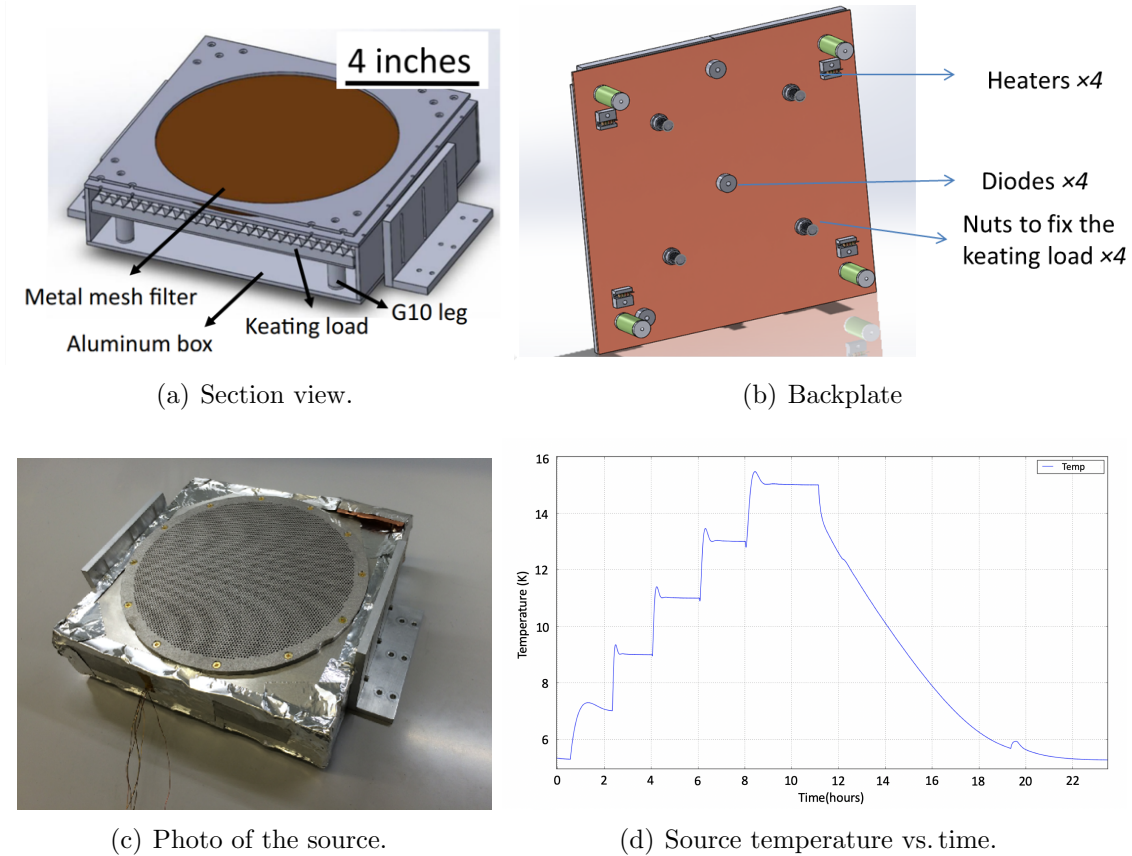 4 inches
Metal mesh filter
Aluminum box
Keating load
G10 leg
(a) Section view.
Heaters ×4
Diodes ×4
Nuts to fix the
keating load ×4
(b) Backplate
(c) Photo of the source.
16
14
12
10
8
6
Temperature (K)
0 2 4 6 8 10 12 14 16 18 20 22
Time(hours)
Temp
(d) Source temperature vs. time.